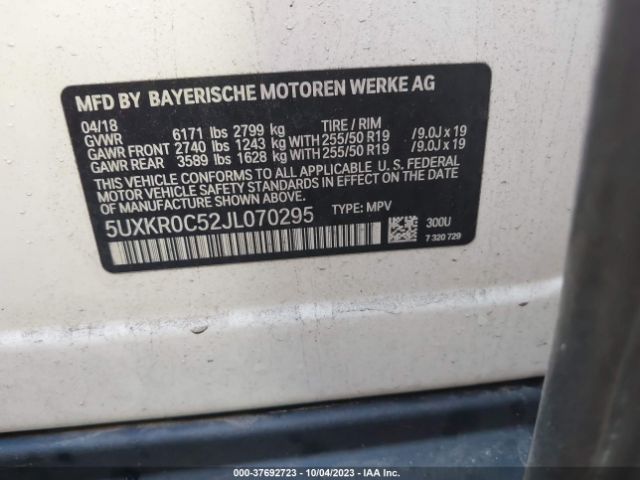 MFD BY BAYERISCHE MOTOREN WERKE AG
04/18
GVWR 6171 lbs 2799 kg TIRE / RIM
GAWR FRONT 2740 lbs 1243 kg WITH 255/50 R19 /9.0J x 19
GAWR REAR 3589 lbs 1628 kg WITH 255/50 R19 /9.0J x 19
THIS VEHICLE CONFORMS TO ALL APPLICABLE U. S. FEDERAL
MOTOR VEHICLE SAFETY STANDARDS IN EFFECT ON THE DATE
OF MANUFACTURE SHOWN ABOVE.
5UXKR0C52JL070295 TYPE: MPV 300U
7 320 729
000-37692723 - 10/04/2023 - IAA Inc.